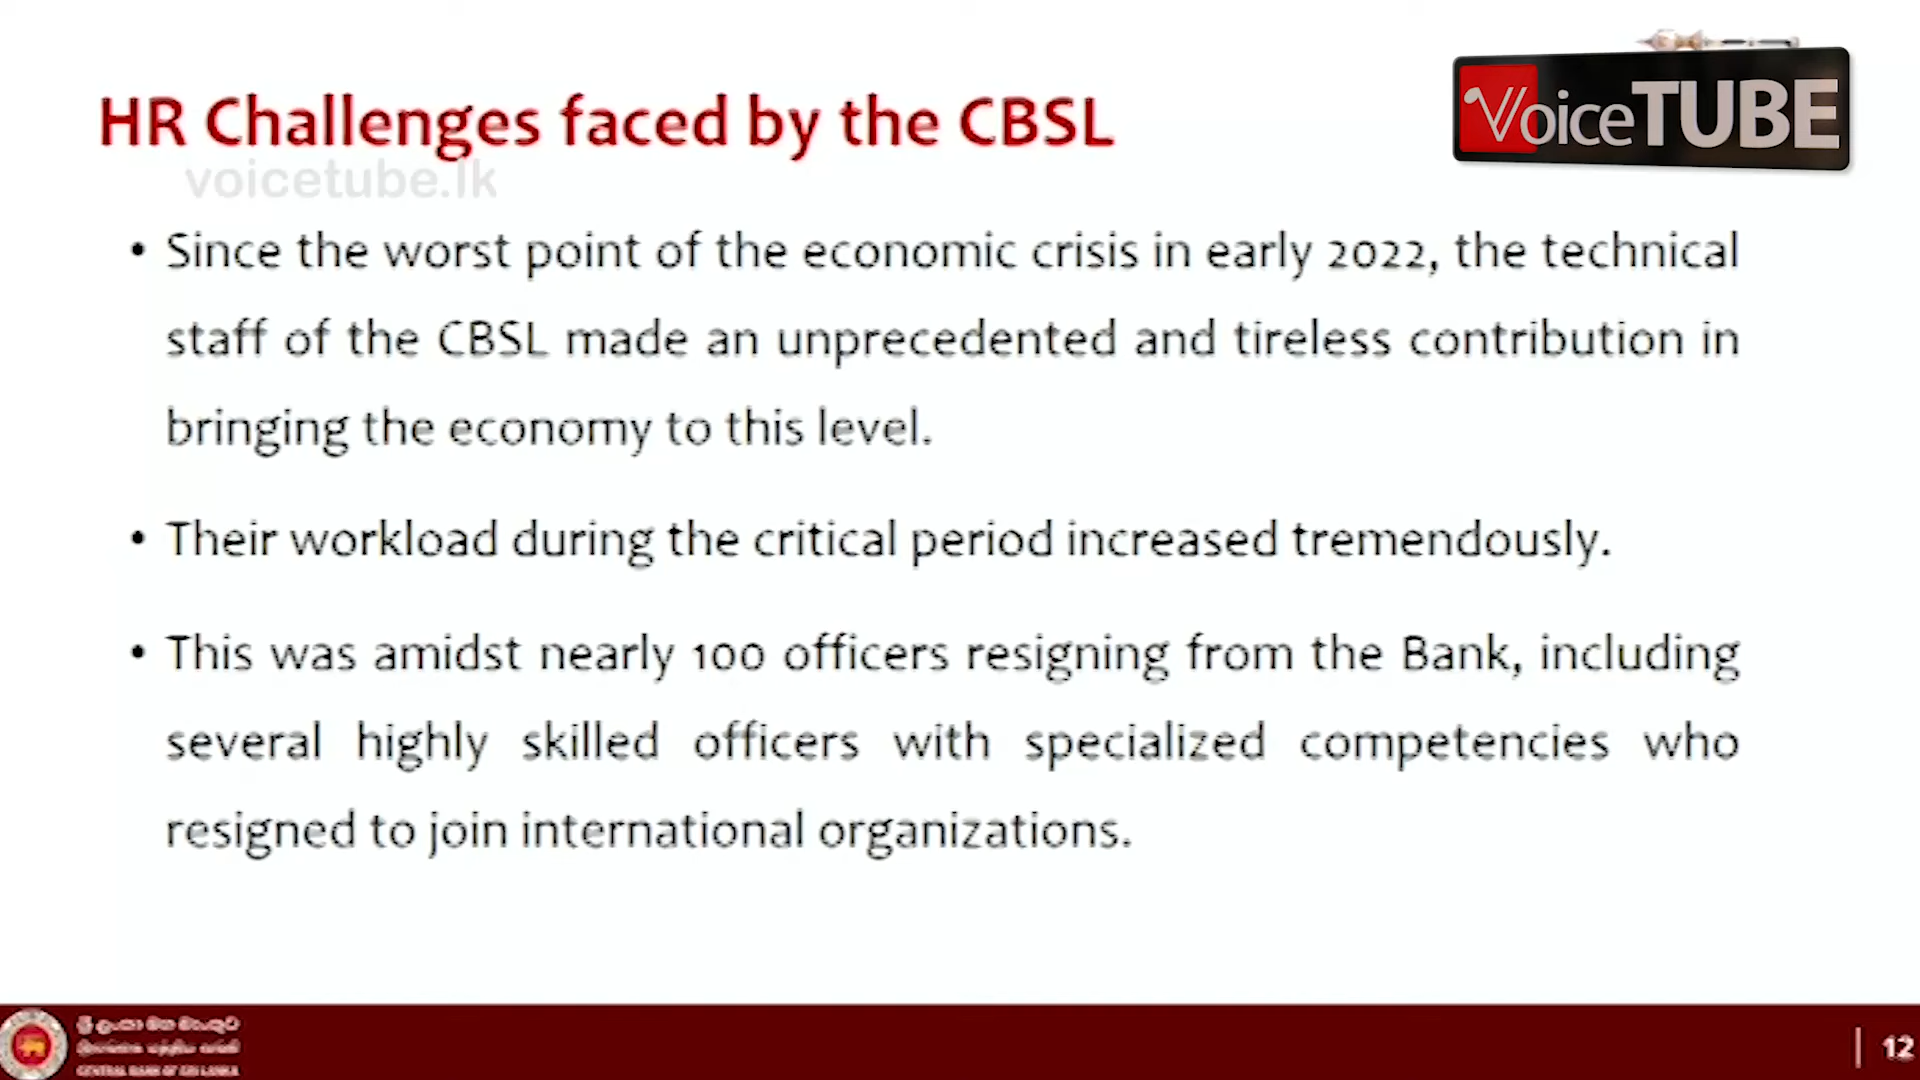 VoiceTUBE
HR Challenges faced by the CBSL
voicetube.lk
• Since the worst point of the economic crisis in early 2022, the technical
staff of the CBSL made an unprecedented and tireless contribution in
bringing the economy to this level.
• Their workload during the critical period increased tremendously.
• This was amidst nearly 100 officers resigning from the Bank, including
several highly skilled officers with specialized competencies who
resigned to join international organizations.
ශ්‍රී ලංකා මහ බැංකුව
CENTRAL BANK OF SRI LANKA
12